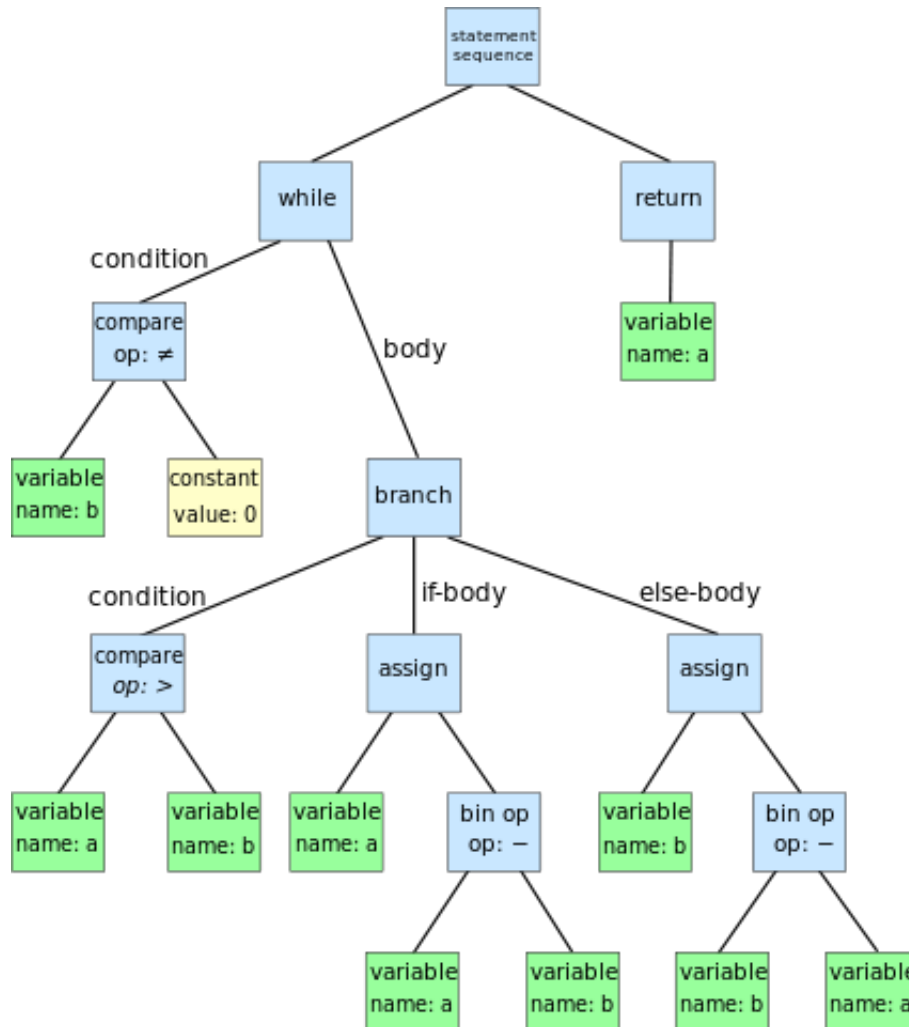 statement
sequence
while
return
condition
compare
op: ≠
body
variable
name: a
variable
name: b
constant
value: 0
branch
condition
if-body
else-body
compare
op: >
assign
assign
variable
name: a
variable
name: b
variable
name: a
bin op
op: −
variable
name: b
bin op
op: −
variable
name: a
variable
name: b
variable
name: b
variable
name: a